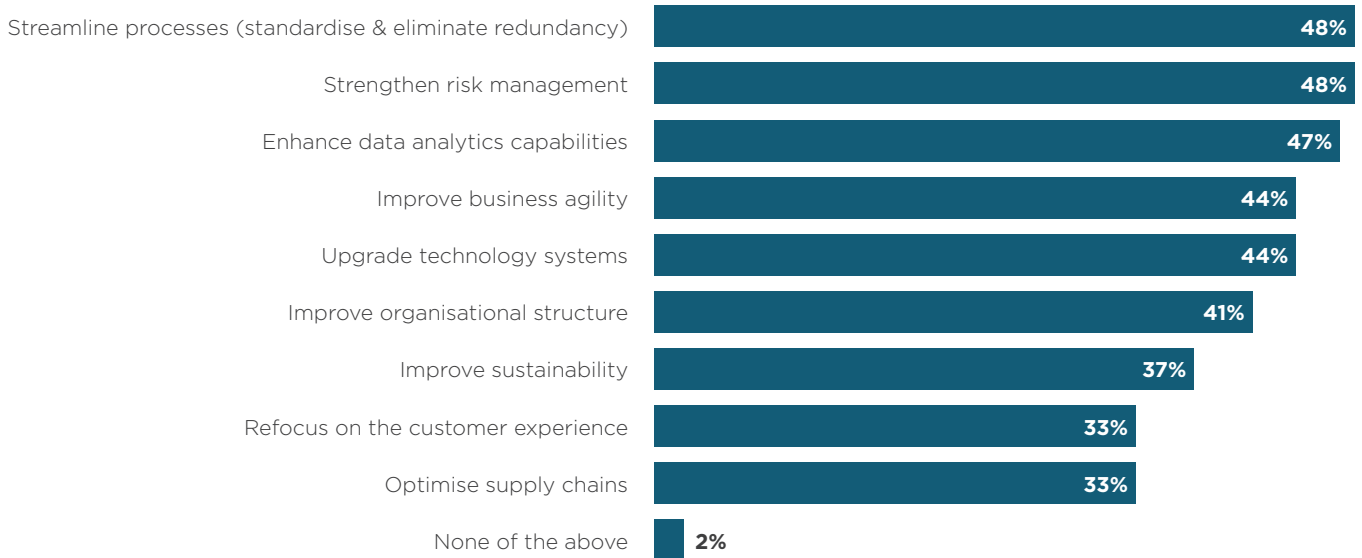 Streamline processes (standardise & eliminate redundancy) 48%
Strengthen risk management 48%
Enhance data analytics capabilities 47%
Improve business agility 44%
Upgrade technology systems 44%
Improve organisational structure 41%
Improve sustainability 37%
Refocus on the customer experience 33%
Optimise supply chains 33%
None of the above 2%